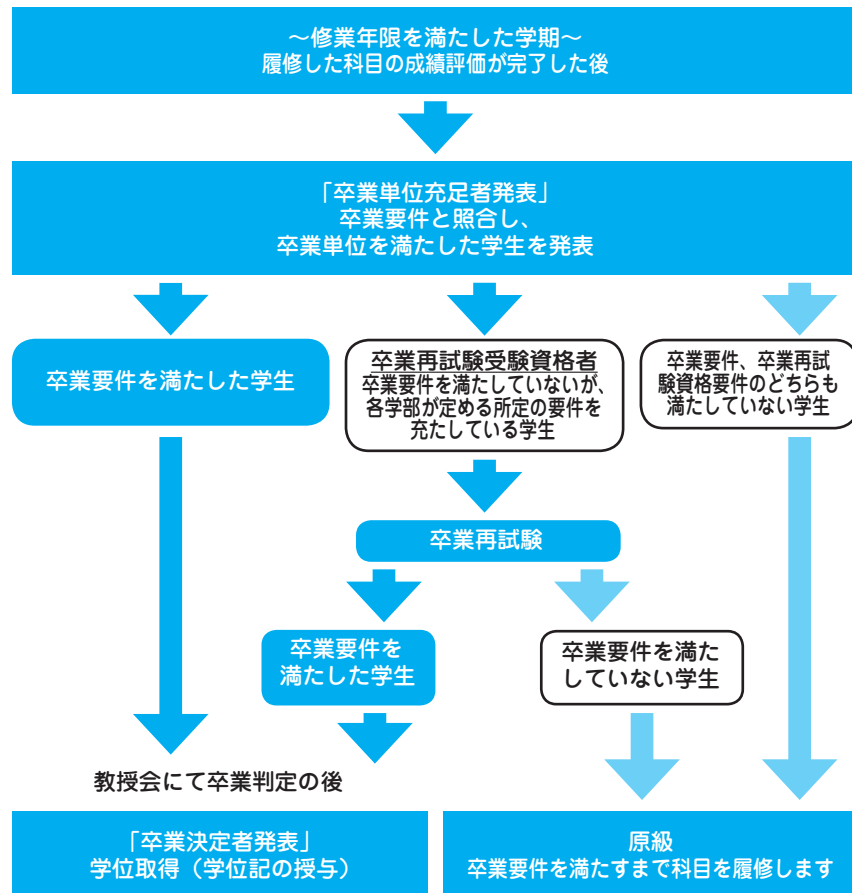 ～修業年限を満たした学期～
履修した科目の成績評価が完了した後
「卒業単位充足者発表」
卒業要件と照合し、
卒業単位を満たした学生を発表
卒業要件を満たした学生
卒業再試験受験資格者
卒業要件を満たしていないが、
各学部が定める所定の要件を
充たしている学生
卒業要件、卒業再試
験資格要件のどちらも
満たしていない学生
卒業再試験
卒業要件を
満たした学生
卒業要件を満た
していない学生
教授会にて卒業判定の後
「卒業決定者発表」
学位取得（学位記の授与）
原級
卒業要件を満たすまで科目を履修します